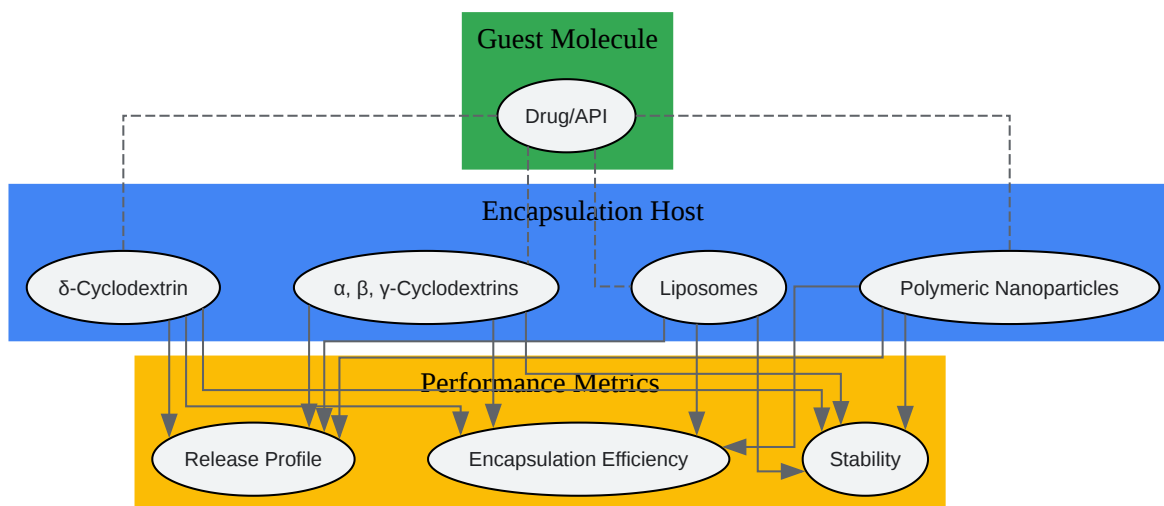 Guest Molecule
Drug/API
Encapsulation Host
δ-Cyclodextrin
α, β, γ-Cyclodextrins
Liposomes
Polymeric Nanoparticles
Performance Metrics
Release Profile
Encapsulation Efficiency
Stability